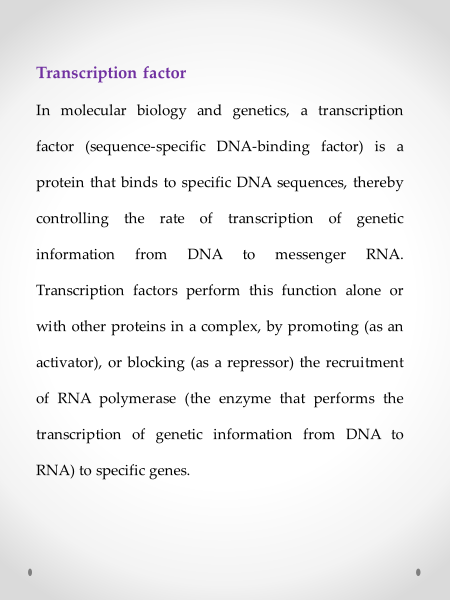 Transcription factor
In molecular biology and genetics, a transcription
factor (sequence-specific DNA-binding factor) is a
protein that binds to specific DNA sequences, thereby
controlling the rate of transcription of genetic
information from DNA to messenger RNA.
Transcription factors perform this function alone or
with other proteins in a complex, by promoting (as an
activator), or blocking (as a repressor) the recruitment
of RNA polymerase (the enzyme that performs the
transcription of genetic information from DNA to
RNA) to specific genes.